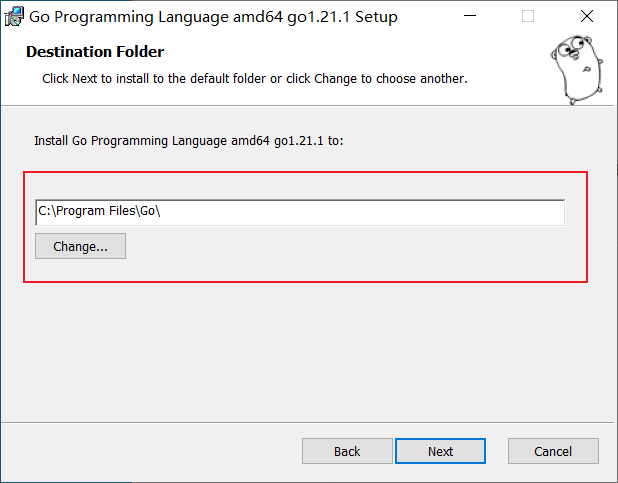 Go Programming Language amd64 go1.21.1 Setup
Destination Folder
Click Next to install to the default folder or click Change to choose another.
Install Go Programming Language amd64 go1.21.1 to:
C:\Program Files\Go\
Change...
Back Next Cancel